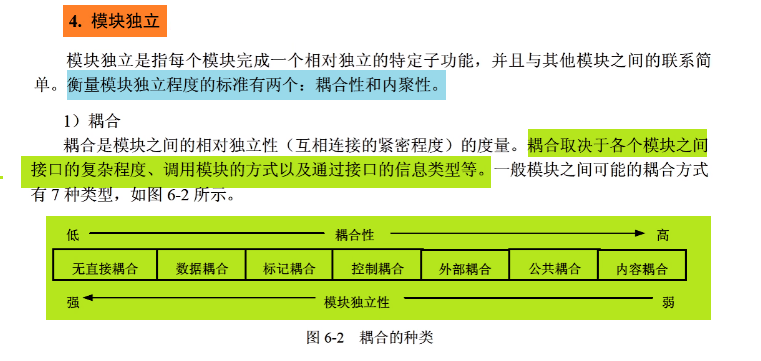 4. 模块独立
模块独立是指每个模块完成一个相对独立的特定子功能，并且与其他模块之间的联系简
单。衡量模块独立程度的标准有两个：耦合性和内聚性。
1）耦合
耦合是模块之间的相对独立性（互相连接的紧密程度）的度量。耦合取决于各个模块之间
接口的复杂程度、调用模块的方式以及通过接口的信息类型等。一般模块之间可能的耦合方式
有 7 种类型，如图 6-2 所示。
低 耦合性 高
无直接耦合 数据耦合 标记耦合 控制耦合 外部耦合 公共耦合 内容耦合
强 模块独立性 弱
图 6-2 耦合的种类